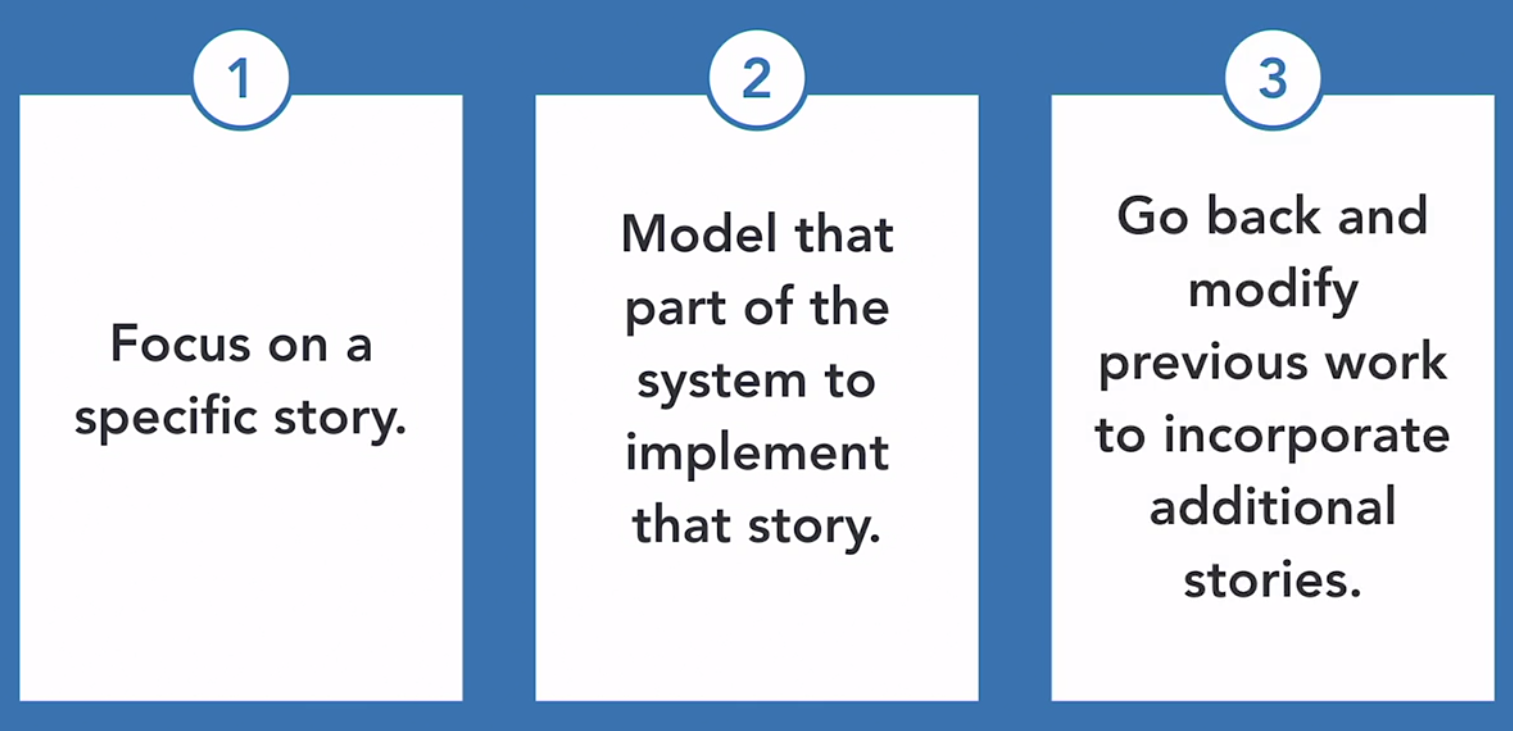 1
Focus on a
specific story.
2
Model that
part of the
system to
implement
that story.
3
Go back and
modify
previous work
to incorporate
additional
stories.